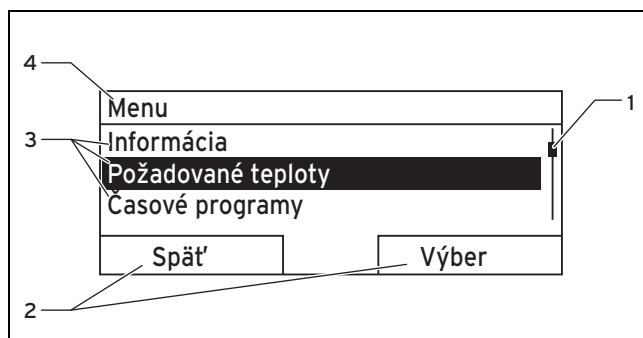 4
Menu
1
3
Informácia
Požadované teploty
Časové programy
Späť
Výber
2